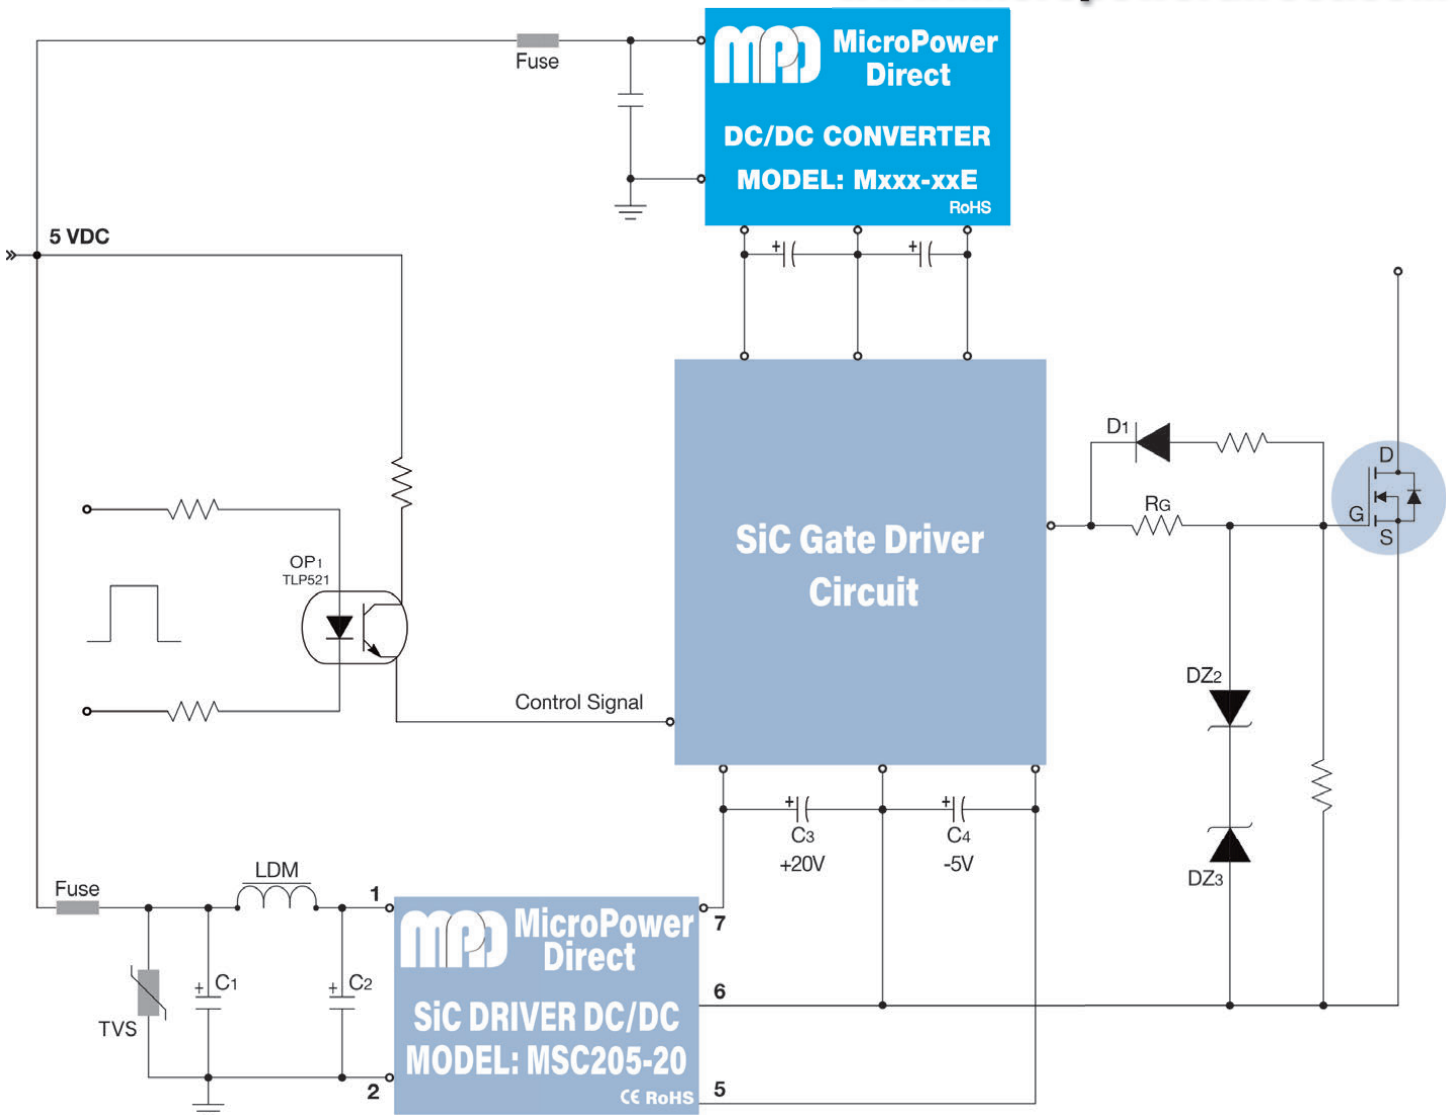 Fuse
MPD MicroPower
Direct
DC/DC CONVERTER
MODEL: Mxxx-xxE
RoHS
5 VDC
+
+
D1
D
RG
G
S
SiC Gate Driver
Circuit
OP1
TLP521
Control Signal
DZ2
+
+
C3
C4
+20V
-5V
DZ3
LDM
Fuse
1
7
MPD MicroPower
Direct
+ C1
+ C2
6
TVS
SiC DRIVER DC/DC
MODEL: MSC205-20
2
5
CE RoHS